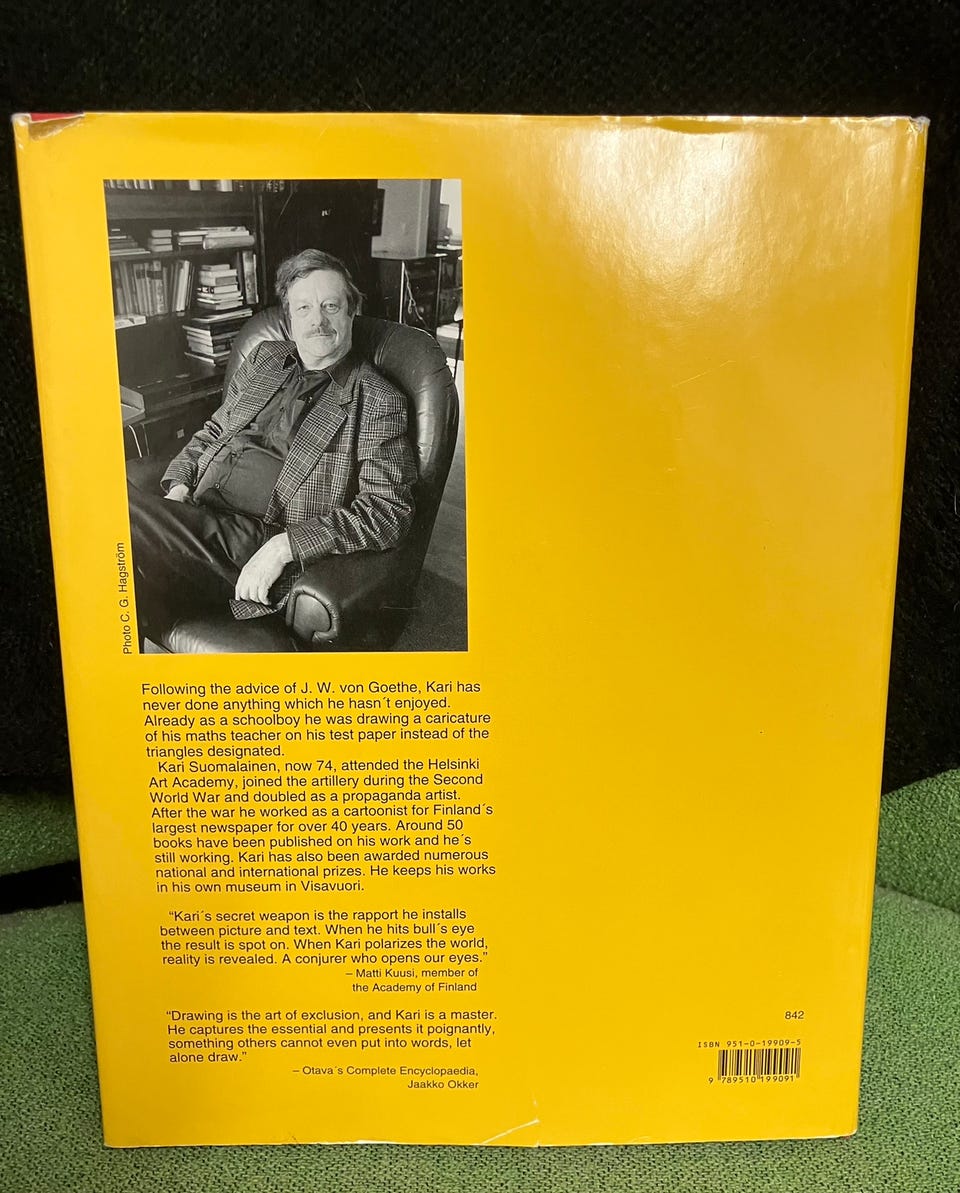 Photo C. G. Hagström
Following the advice of J. W. von Goethe, Kari has
never done anything which he hasn´t enjoyed.
Already as a schoolboy he was drawing a caricature
of his maths teacher on his test paper instead of the
triangles designated.
Kari Suomalainen, now 74, attended the Helsinki
Art Academy, joined the artillery during the Second
World War and doubled as a propaganda artist.
After the war he worked as a cartoonist for Finland´s
largest newspaper for over 40 years. Around 50
books have been published on his work and he´s
still working. Kari has also been awarded numerous
national and international prizes. He keeps his works
in his own museum in Visavuori.
“Kari´s secret weapon is the rapport he installs
between picture and text. When he hits bull´s eye
the result is spot on. When Kari polarizes the world,
reality is revealed. A conjurer who opens our eyes.”
– Matti Kuusi, member of
the Academy of Finland
“Drawing is the art of exclusion, and Kari is a master.
He captures the essential and presents it poignantly,
something others cannot even put into words, let
alone draw.”
– Otava´s Complete Encyclopaedia,
Jaakko Okker
842
ISBN 951-0-19909-5
9 789510 199091